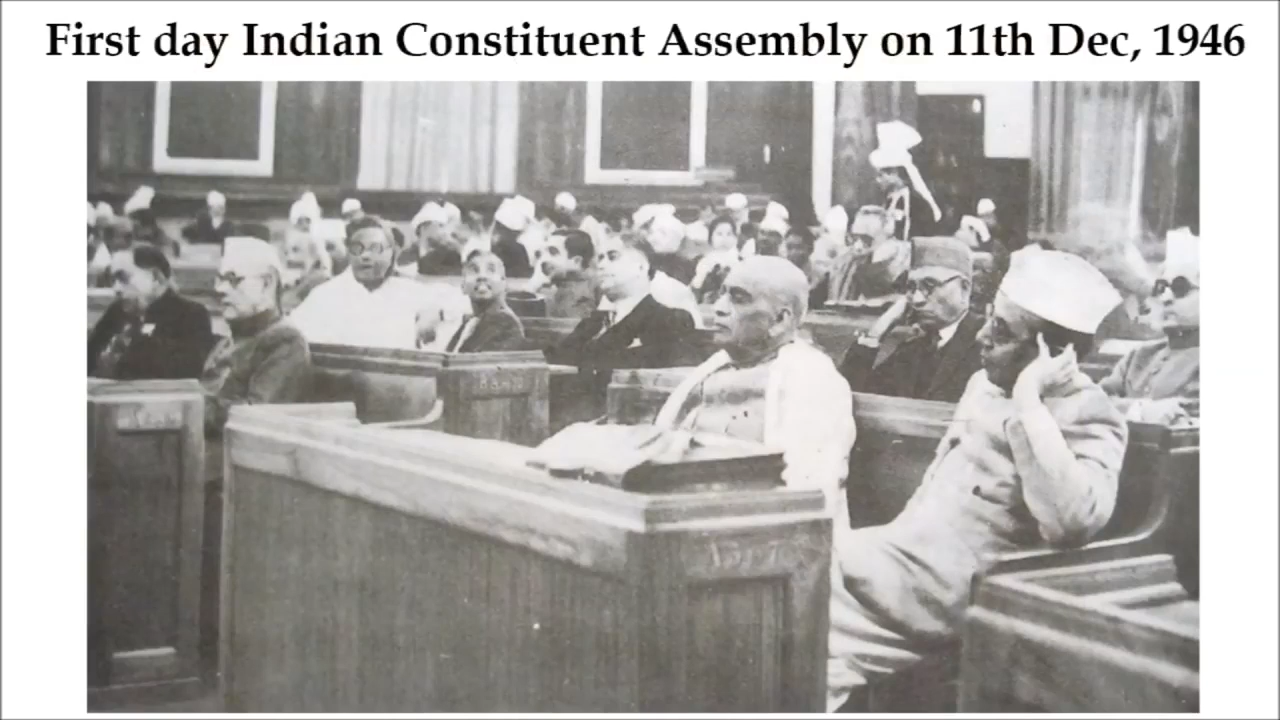 First day Indian Constituent Assembly on 11th Dec, 1946